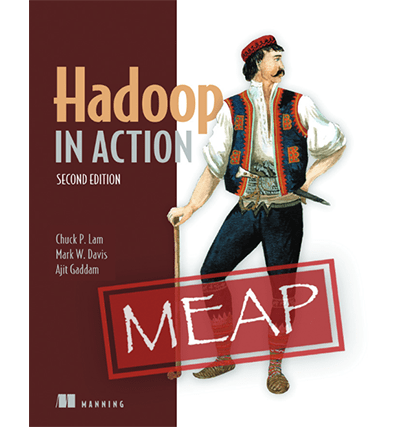 Hadoop
IN ACTION
SECOND EDITION
Chuck P. Lam
Mark W. Davis
Ajit Gaddam
MEAP
MANNING